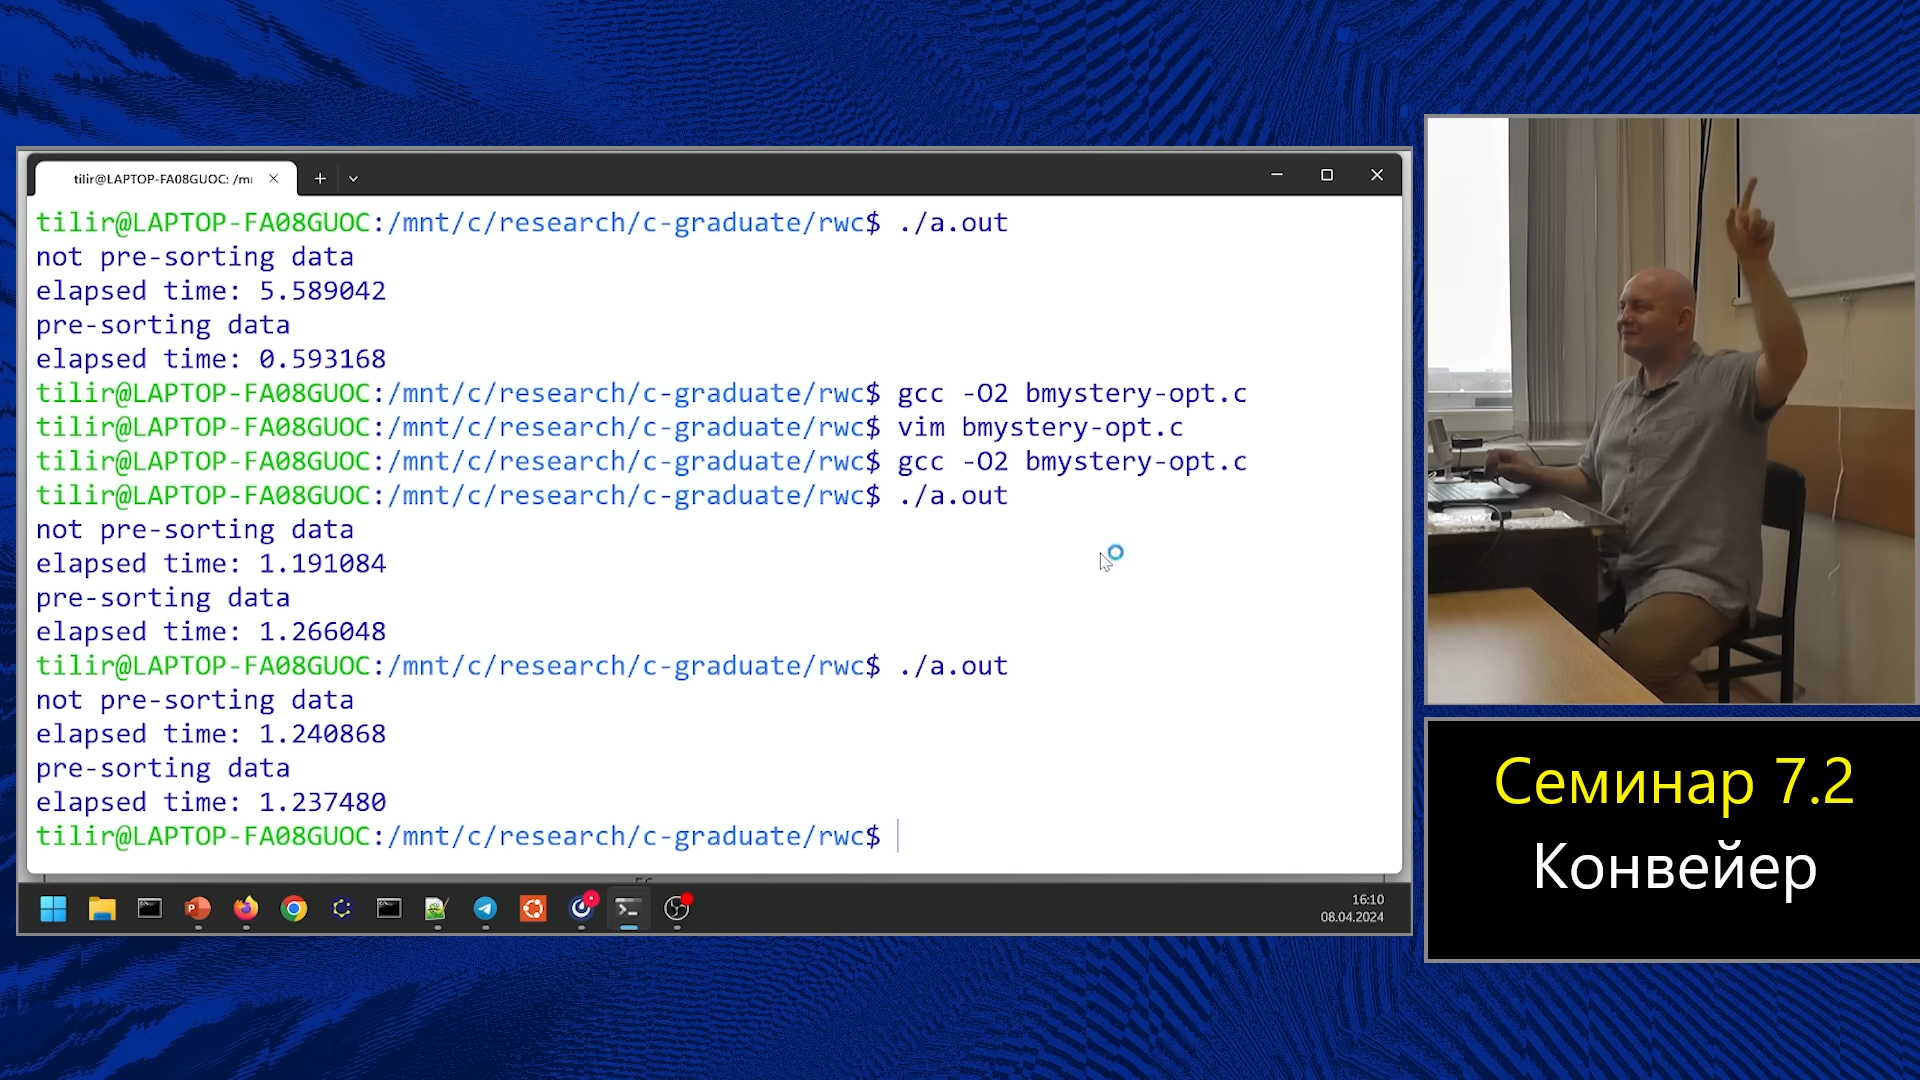 tilir@LAPTOP-FA08GUOC: /mı
tilir@LAPTOP-FA08GUOC:/mnt/c/research/c-graduate/rwc$ ./a.out
not pre-sorting data
elapsed time: 5.589042
pre-sorting data
elapsed time: 0.593168
tilir@LAPTOP-FA08GUOC:/mnt/c/research/c-graduate/rwc$ gcc -O2 bmystery-opt.c
tilir@LAPTOP-FA08GUOC:/mnt/c/research/c-graduate/rwc$ vim bmystery-opt.c
tilir@LAPTOP-FA08GUOC:/mnt/c/research/c-graduate/rwc$ gcc -O2 bmystery-opt.c
tilir@LAPTOP-FA08GUOC:/mnt/c/research/c-graduate/rwc$ ./a.out
not pre-sorting data
elapsed time: 1.191084
pre-sorting data
elapsed time: 1.266048
tilir@LAPTOP-FA08GUOC:/mnt/c/research/c-graduate/rwc$ ./a.out
not pre-sorting data
elapsed time: 1.240868
pre-sorting data
elapsed time: 1.237480
tilir@LAPTOP-FA08GUOC:/mnt/c/research/c-graduate/rwc$
16:10
08.04.2024
Семинар 7.2
Конвейер